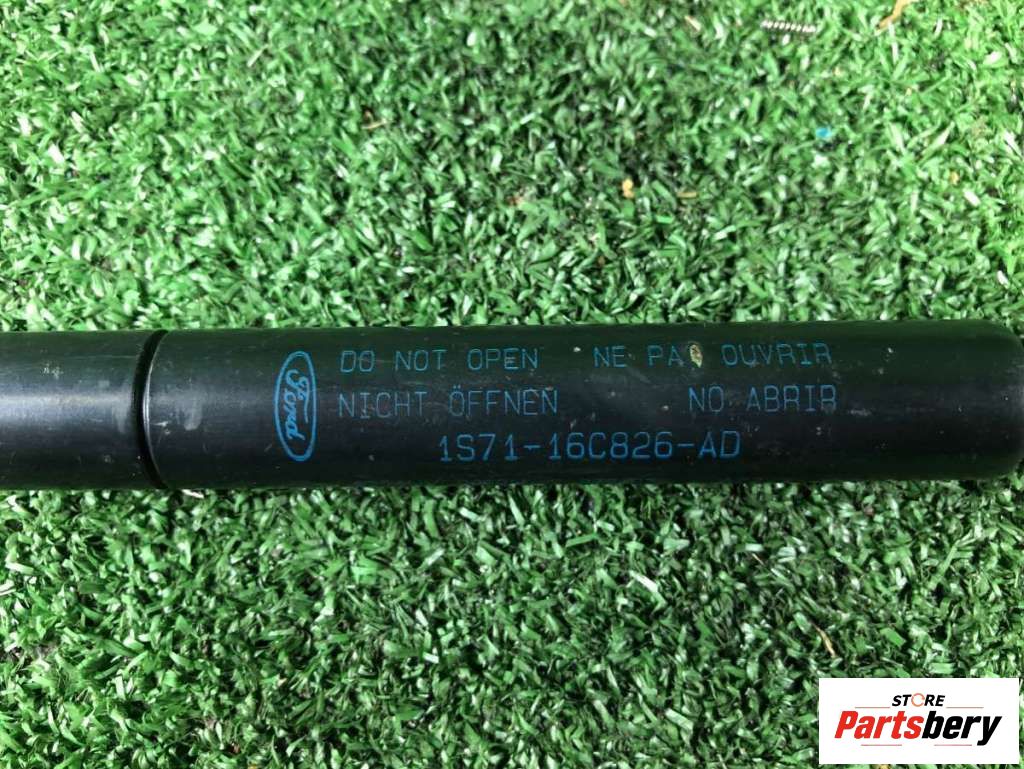 Ford
DO NOT OPEN NE PAS OUVRIR
NICHT ÖFFNEN NO ABRIR
1S71-16C826-AD
STORE
Partsbery